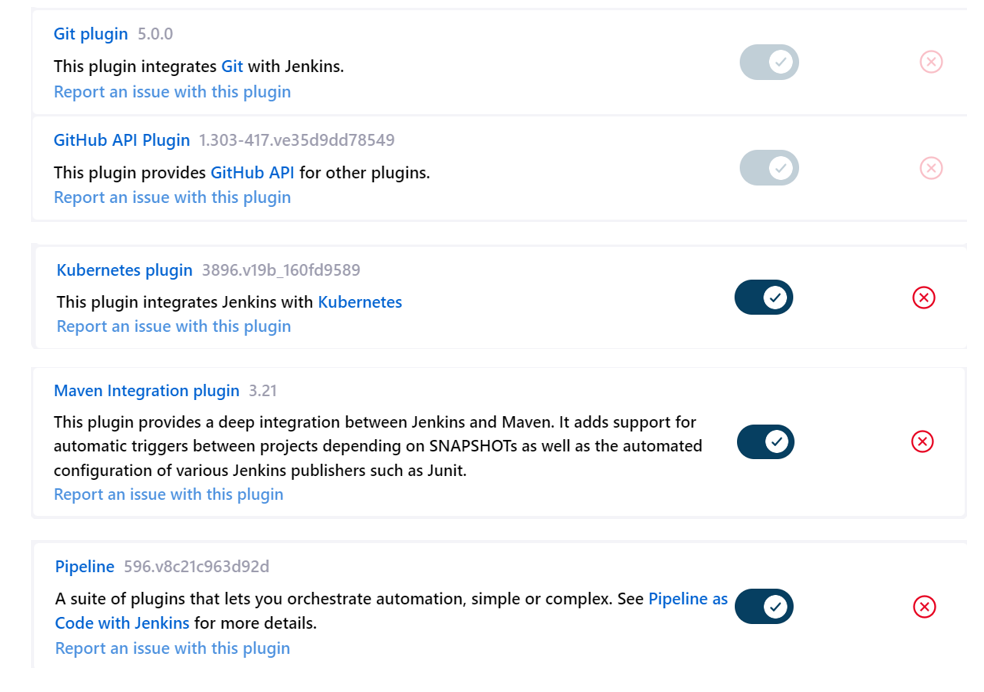 Git plugin 5.0.0
This plugin integrates Git with Jenkins.
Report an issue with this plugin
GitHub API Plugin 1.303-417.ve35d9dd78549
This plugin provides GitHub API for other plugins.
Report an issue with this plugin
Kubernetes plugin 3896.v19b_160fd9589
This plugin integrates Jenkins with Kubernetes
Report an issue with this plugin
Maven Integration plugin 3.21
This plugin provides a deep integration between Jenkins and Maven. It adds support for
automatic triggers between projects depending on SNAPSHOTs as well as the automated
configuration of various Jenkins publishers such as Junit.
Report an issue with this plugin
Pipeline 596.v8c21c963d92d
A suite of plugins that lets you orchestrate automation, simple or complex. See Pipeline as
Code with Jenkins for more details.
Report an issue with this plugin